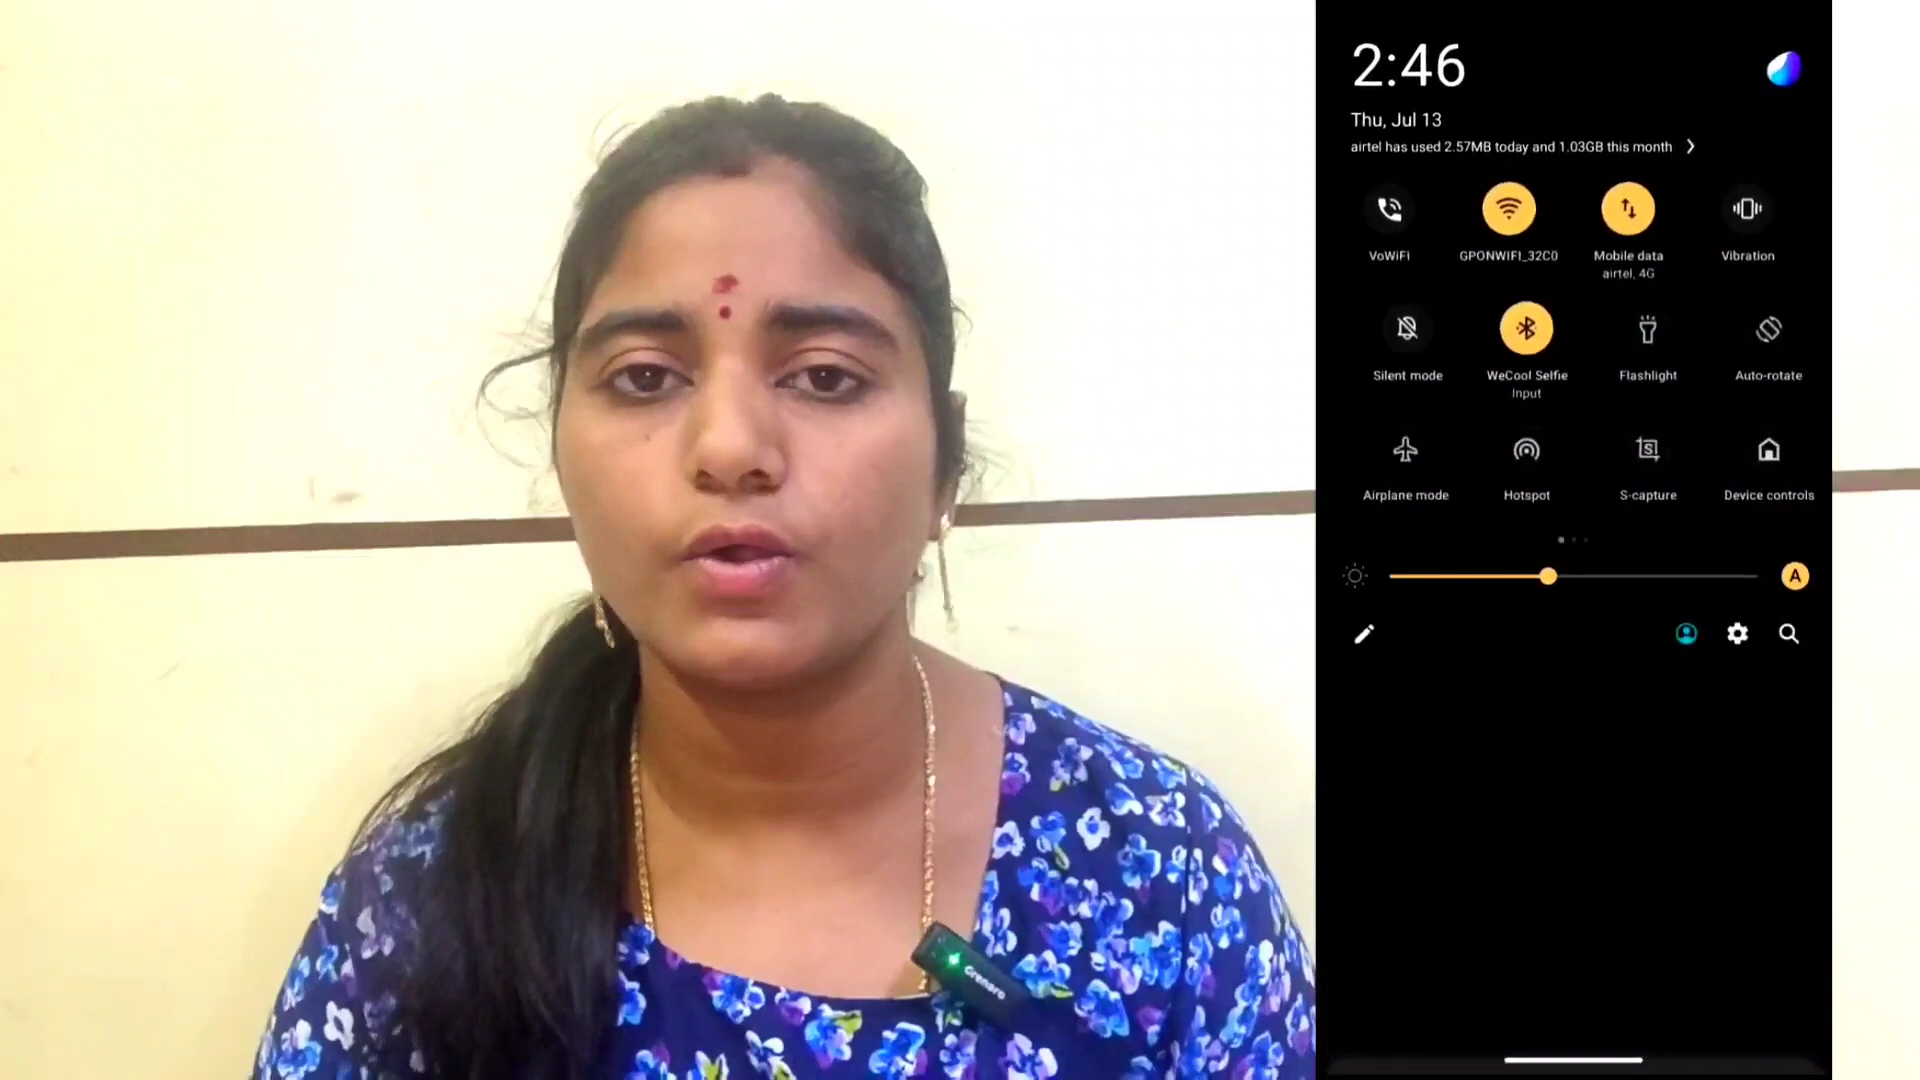 2:46
Thu, Jul 13
airtel has used 2.57MB today and 1.03GB this month
VoWiFi
GPONWIFI_32C0
Mobile data
airtel, 4G
Vibration
Silent mode
WeCool Selfie
Input
Flashlight
Auto-rotate
Airplane mode
Hotspot
S-capture
Device controls
A
Grenaro